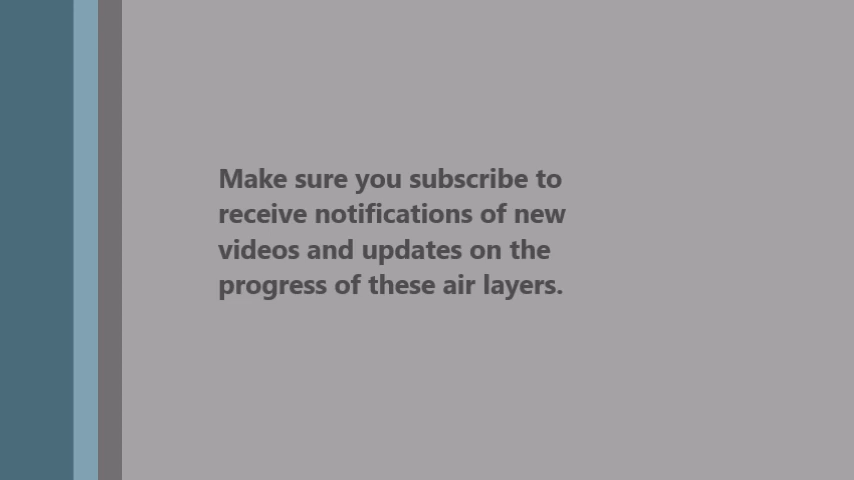 Make sure you subscribe to
receive notifications of new
videos and updates on the
progress of these air layers.